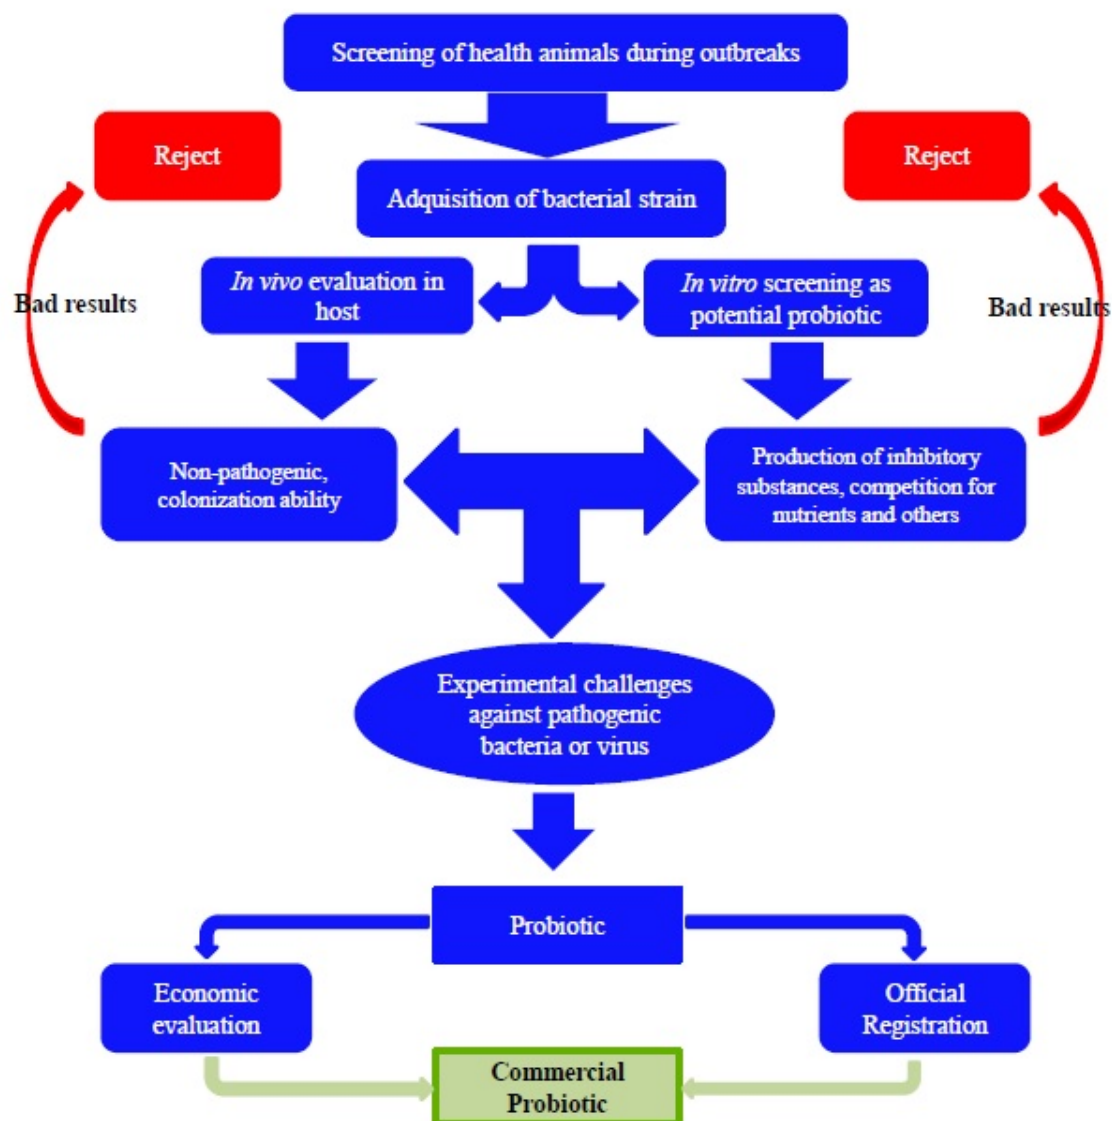 Screening of health animals during outbreaks
Reject
Reject
Adquisition of bacterial strain
In vivo evaluation in
host
In vitro screening as
potential probiotic
Bad results
Bad results
Non-pathogenic,
colonization ability
Production of inhibitory
substances, competition for
nutrients and others
Experimental challenges
against pathogenic
bacteria or virus
Probiotic
Economic
evaluation
Official
Registration
Commercial
Probiotic